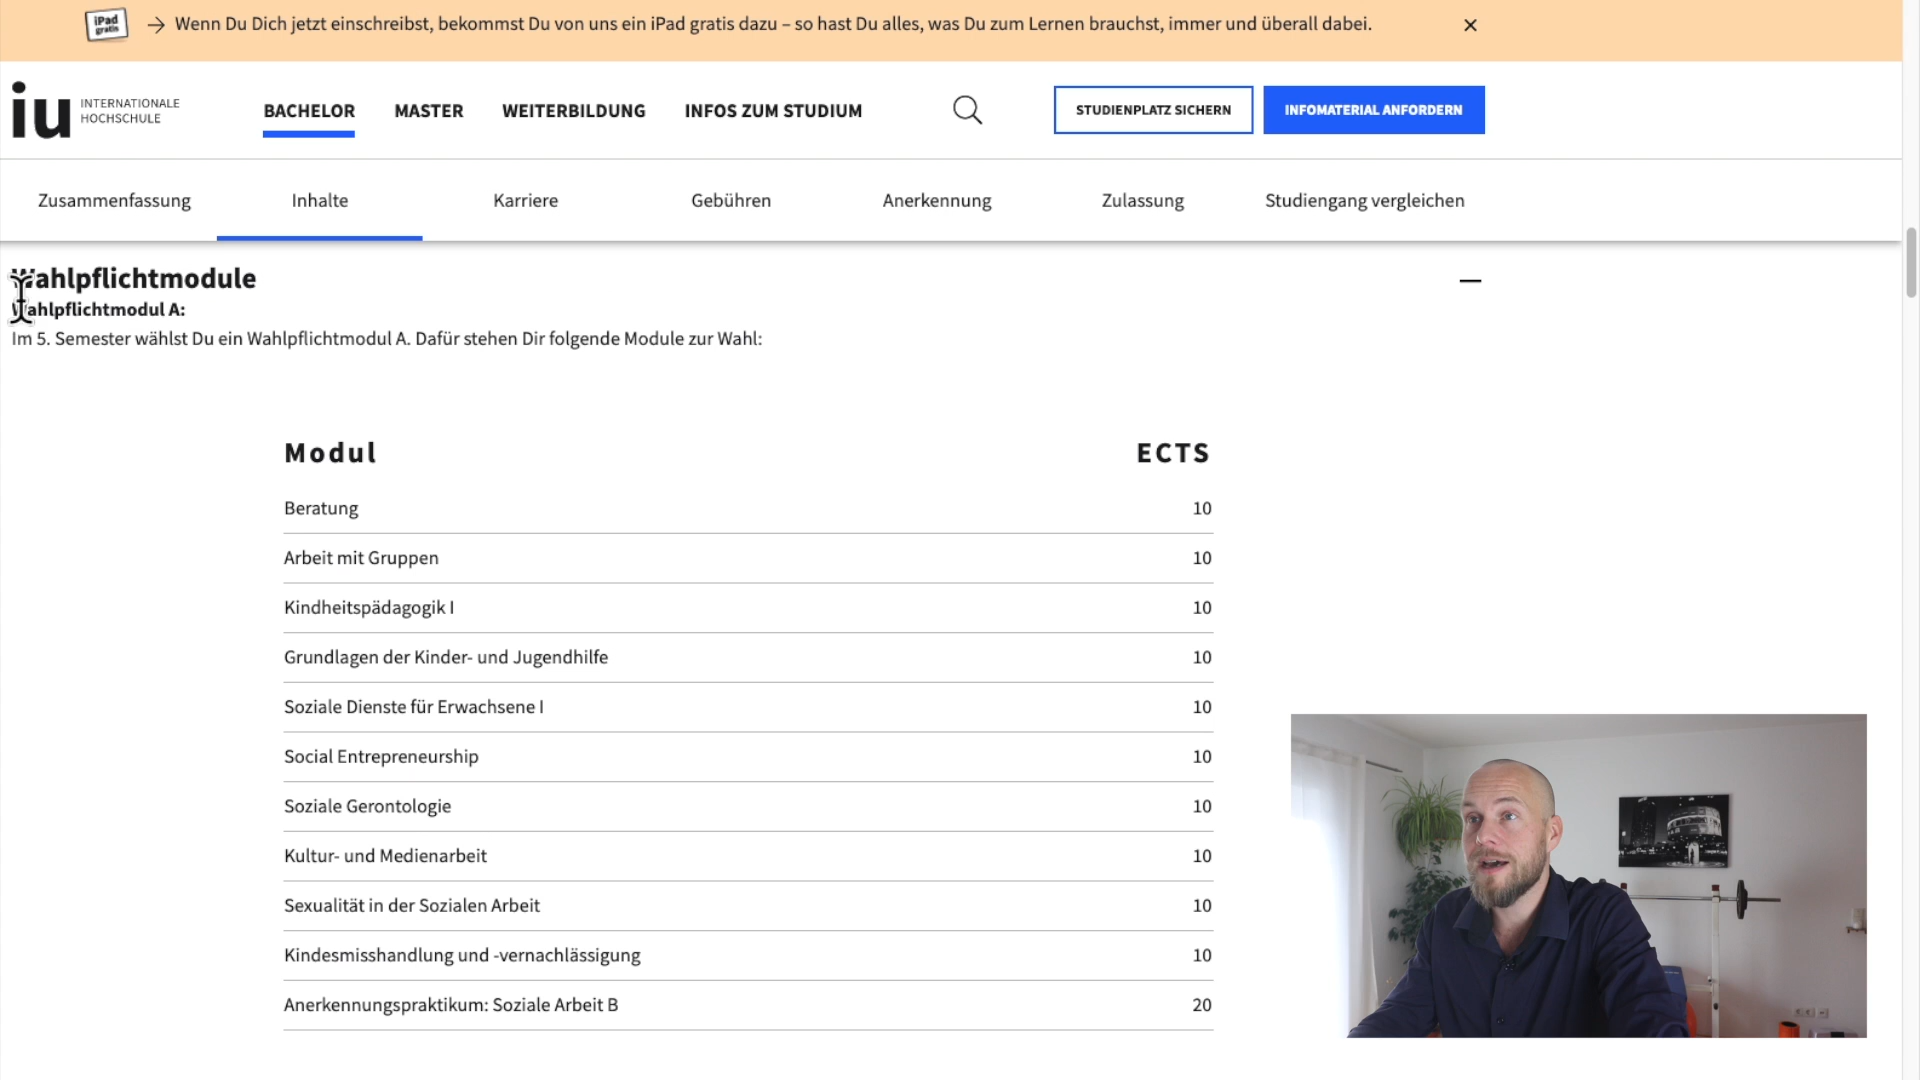 iPad
gratis
→ Wenn Du Dich jetzt einschreibst, bekommst Du von uns ein iPad gratis dazu – so hast Du alles, was Du zum Lernen brauchst, immer und überall dabei.
iu INTERNATIONALE
HOCHSCHULE
BACHELOR MASTER WEITERBILDUNG INFOS ZUM STUDIUM STUDIENPLATZ SICHERN INFOMATERIAL ANFORDERN
Zusammenfassung Inhalte Karriere Gebühren Anerkennung Zulassung Studiengang vergleichen
Wahlpflichtmodule
Wahlpflichtmodul A:
Im 5. Semester wählst Du ein Wahlpflichtmodul A. Dafür stehen Dir folgende Module zur Wahl:
Modul ECTS
Beratung 10
Arbeit mit Gruppen 10
Kindheitspädagogik I 10
Grundlagen der Kinder- und Jugendhilfe 10
Soziale Dienste für Erwachsene I 10
Social Entrepreneurship 10
Soziale Gerontologie 10
Kultur- und Medienarbeit 10
Sexualität in der Sozialen Arbeit 10
Kindesmisshandlung und -vernachlässigung 10
Anerkennungspraktikum: Soziale Arbeit B 20